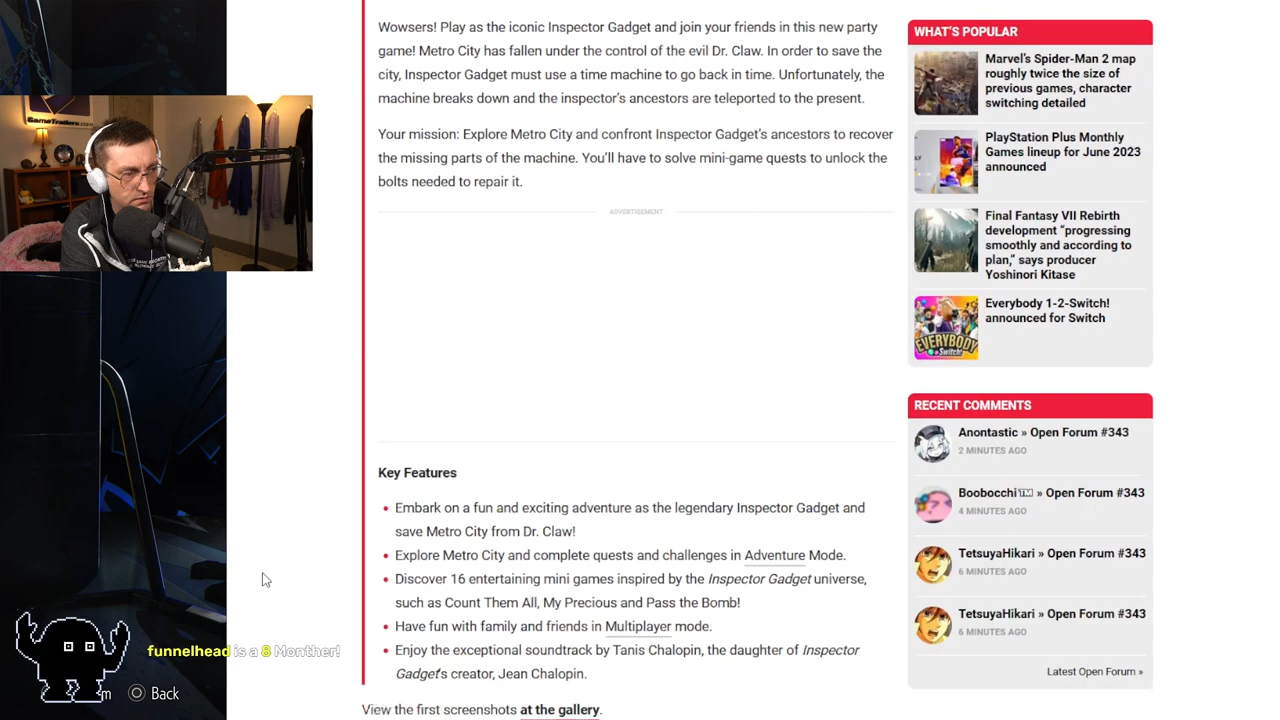 Wowsers! Play as the iconic Inspector Gadget and join your friends in this new party
game! Metro City has fallen under the control of the evil Dr. Claw. In order to save the
city, Inspector Gadget must use a time machine to go back in time. Unfortunately, the
machine breaks down and the inspector's ancestors are teleported to the present.
Your mission: Explore Metro City and confront Inspector Gadget's ancestors to recover
the missing parts of the machine. You'll have to solve mini-game quests to unlock the
bolts needed to repair it.
ADVERTISEMENT
Key Features
Embark on a fun and exciting adventure as the legendary Inspector Gadget and
save Metro City from Dr. Claw!
Explore Metro City and complete quests and challenges in Adventure Mode.
Discover 16 entertaining mini games inspired by the Inspector Gadget universe,
such as Count Them All, My Precious and Pass the Bomb!
Have fun with family and friends in Multiplayer mode.
Enjoy the exceptional soundtrack by Tanis Chalopin, the daughter of Inspector
Gadget's creator, Jean Chalopin.
View the first screenshots at the gallery.
WHAT'S POPULAR
Marvel's Spider-Man 2 map
roughly twice the size of
previous games, character
switching detailed
PlayStation Plus Monthly
Games lineup for June 2023
announced
Final Fantasy VII Rebirth
development "progressing
smoothly and according to
plan," says producer
Yoshinori Kitase
Everybody 1-2-Switch!
announced for Switch
EVERYBODY
Switch!
RECENT COMMENTS
Anontastic » Open Forum #343
2 MINUTES AGO
Boobocchi™ » Open Forum #343
4 MINUTES AGO
TetsuyaHikari » Open Forum #343
6 MINUTES AGO
TetsuyaHikari » Open Forum #343
6 MINUTES AGO
Latest Open Forum »
GameTrailers.com
funnelhead is a 8 Monther!
m Back